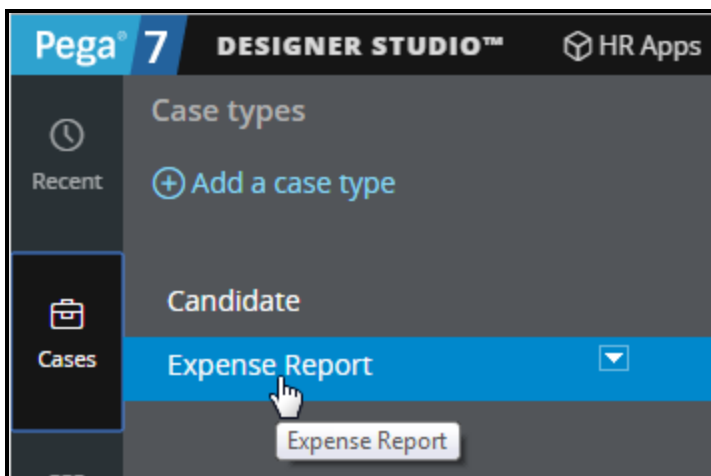 Pega® 7 DESIGNER STUDIO™ HR Apps
Case types
Recent
Add a case type
Candidate
Cases
Expense Report
Expense Report